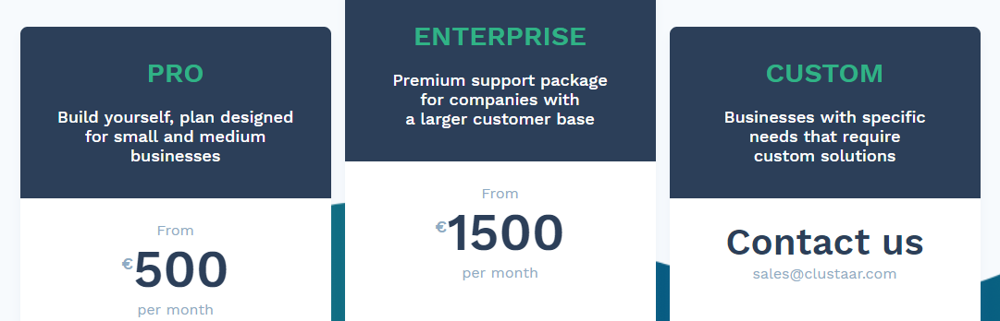 PRO
Build yourself, plan designed
for small and medium
businesses
From
€500
per month
ENTERPRISE
Premium support package
for companies with
a larger customer base
From
€1500
per month
CUSTOM
Businesses with specific
needs that require
custom solutions
Contact us
sales@clustaar.com